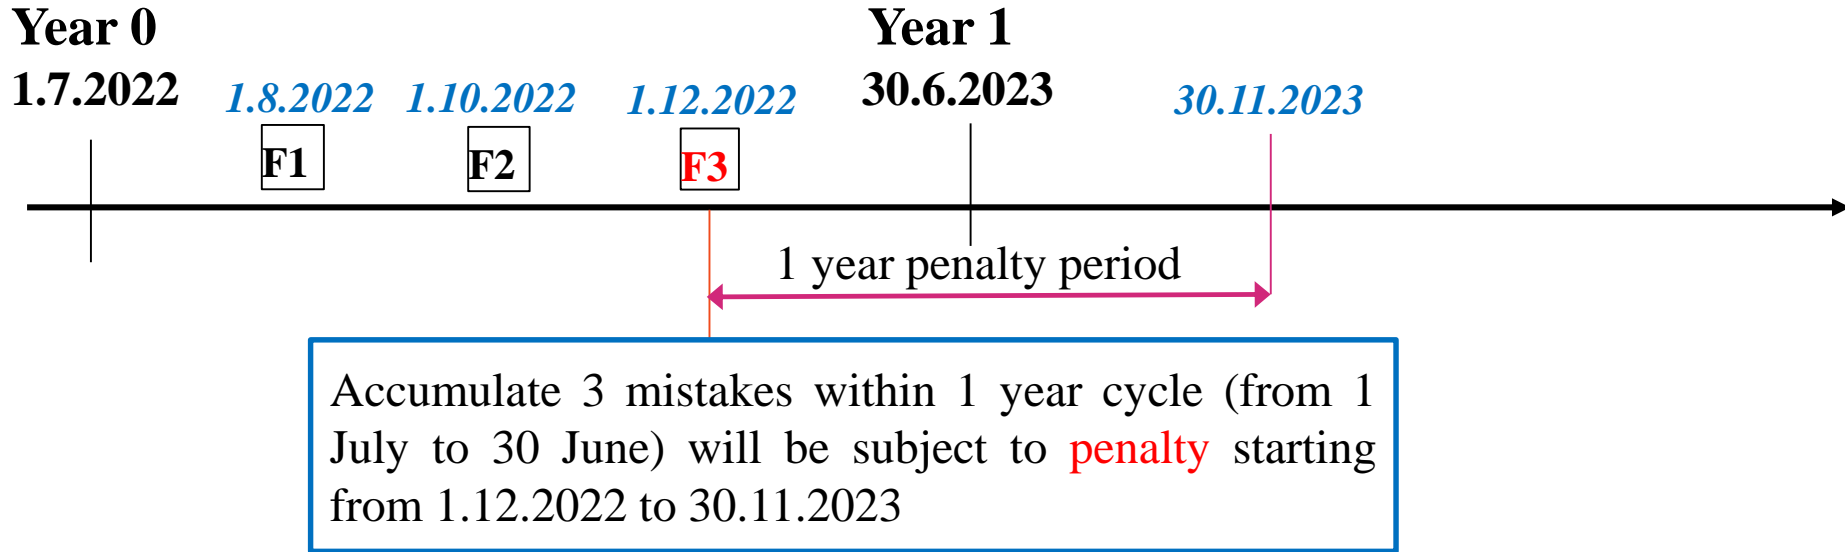 Year 0
Year 1
1.7.2022
1.8.2022
1.10.2022
1.12.2022
30.6.2023
30.11.2023
F1
F2
F3
1 year penalty period
Accumulate 3 mistakes within 1 year cycle (from 1
July to 30 June) will be subject to penalty starting
from 1.12.2022 to 30.11.2023